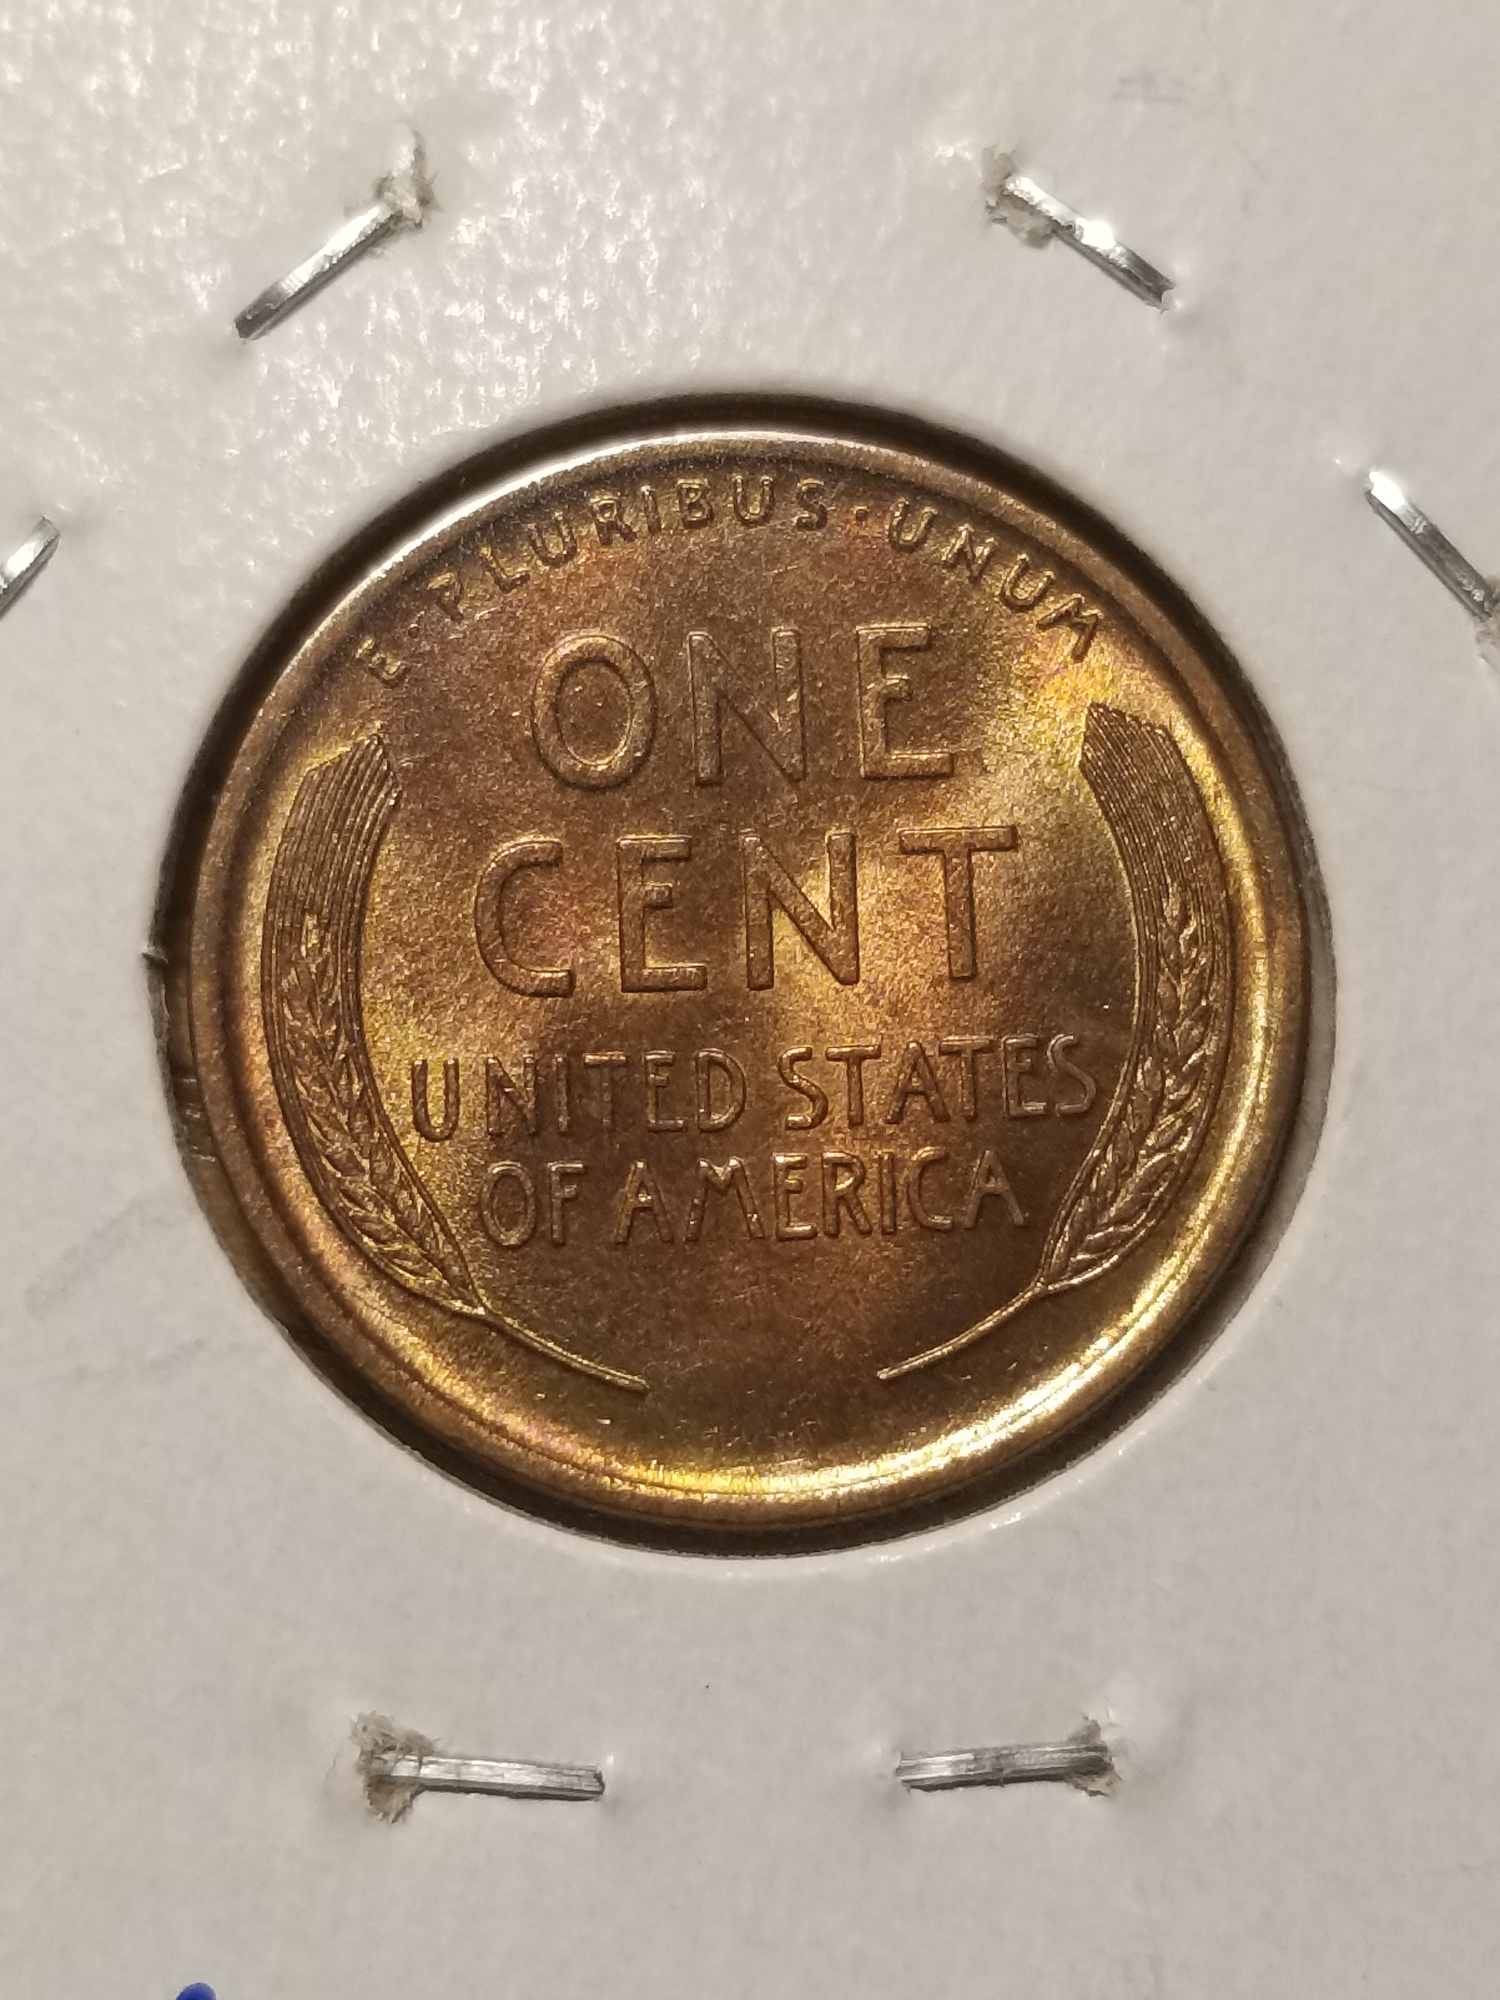 E·PLURIBUS·UNUM
ONE
CENT
UNITED STATES
OF AMERICA